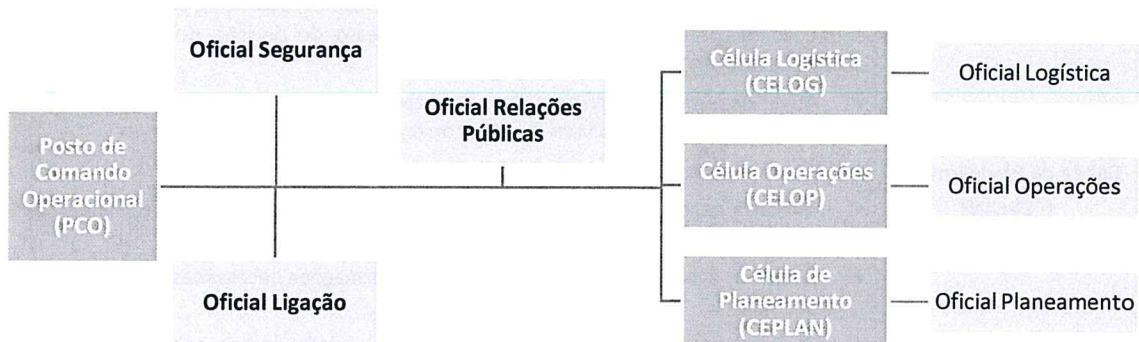 Posto de
Comando
Operacional
(PCO)
Oficial Segurança
Oficial Ligação
Oficial Relações
Públicas
Célula Logística
(CELOG)
Oficial Logística
Célula Operações
(CELOP)
Oficial Operações
Célula de
Planeamento
(CEPLAN)
Oficial Planeamento